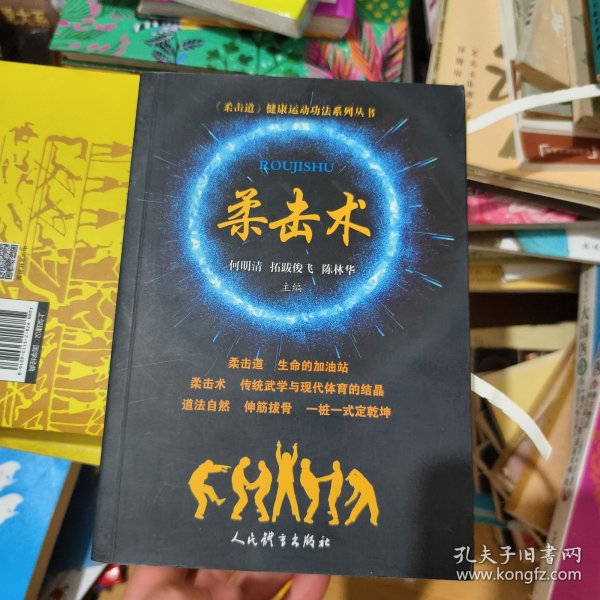 《柔击道》健康运动功法系列丛书
ROUJISHU
柔击术
何明清 拓跋俊飞 陈林华
主编
柔击道 生命的加油站
柔击术 传统武学与现代体育的结晶
道法自然 伸筋拔骨 一桩一式定乾坤
人民体育出版社
大国医
孔夫子旧书网
www.kongfz.com